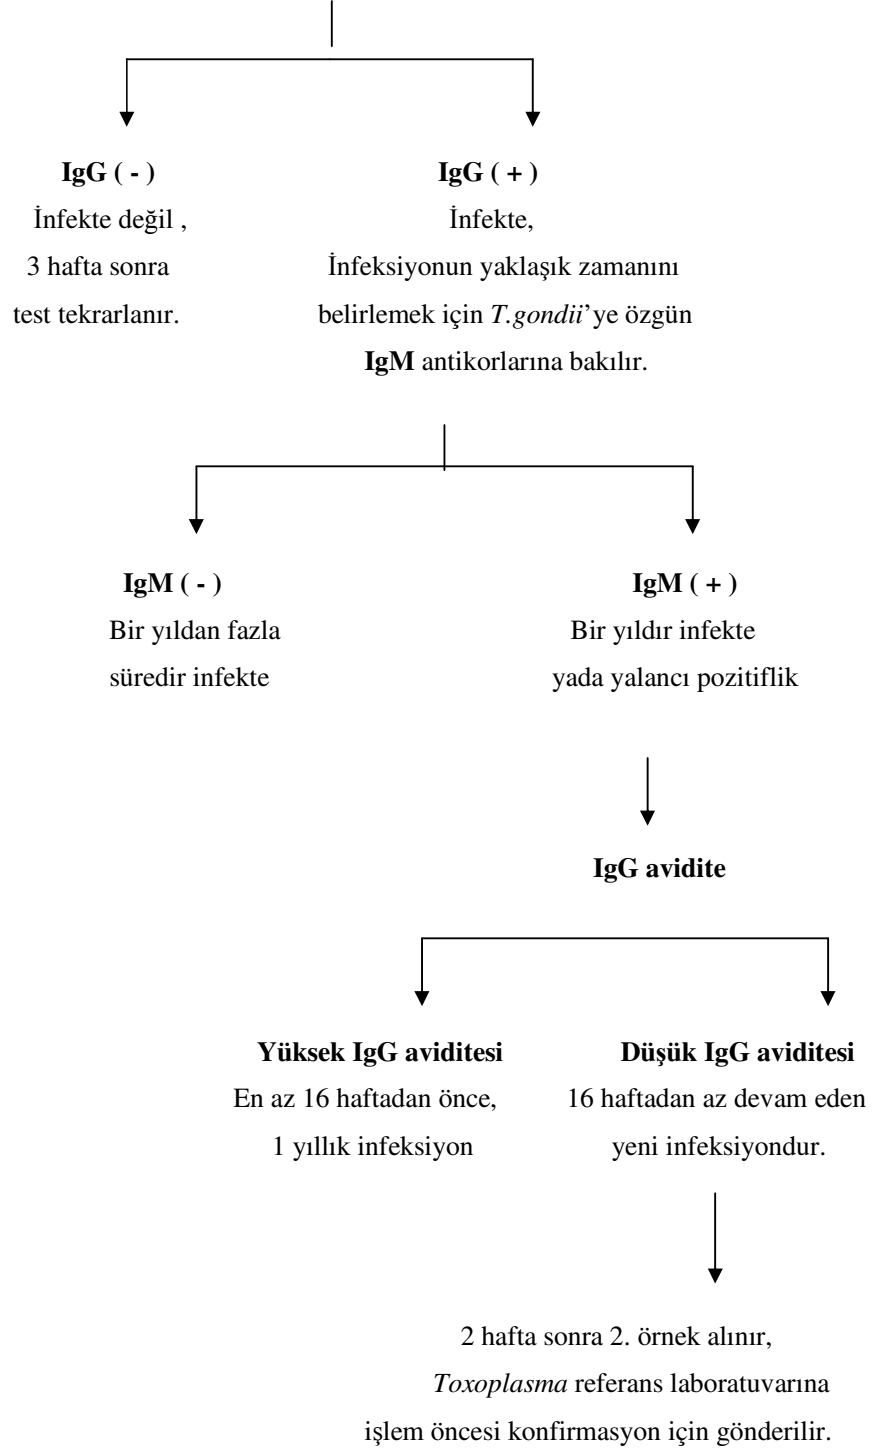 IgG ( - )
İnfekte değil ,
3 hafta sonra
test tekrarlanır.
IgG ( + )
İnfekte,
İnfeksiyonun yaklaşık zamanını
belirlemek için T.gondii’ye özgün
IgM antikorlarına bakılır.
IgM ( - )
Bir yıldan fazla
süredir infekte
IgM ( + )
Bir yıldır infekte
yada yalancı pozitiflik
IgG avidite
Yüksek IgG aviditesi
En az 16 haftadan önce,
1 yıllık infeksiyon
Düşük IgG aviditesi
16 haftadan az devam eden
yeni infeksiyondur.
2 hafta sonra 2. örnek alınır,
Toxoplasma referans laboratuvarına
işlem öncesi konfirmasyon için gönderilir.